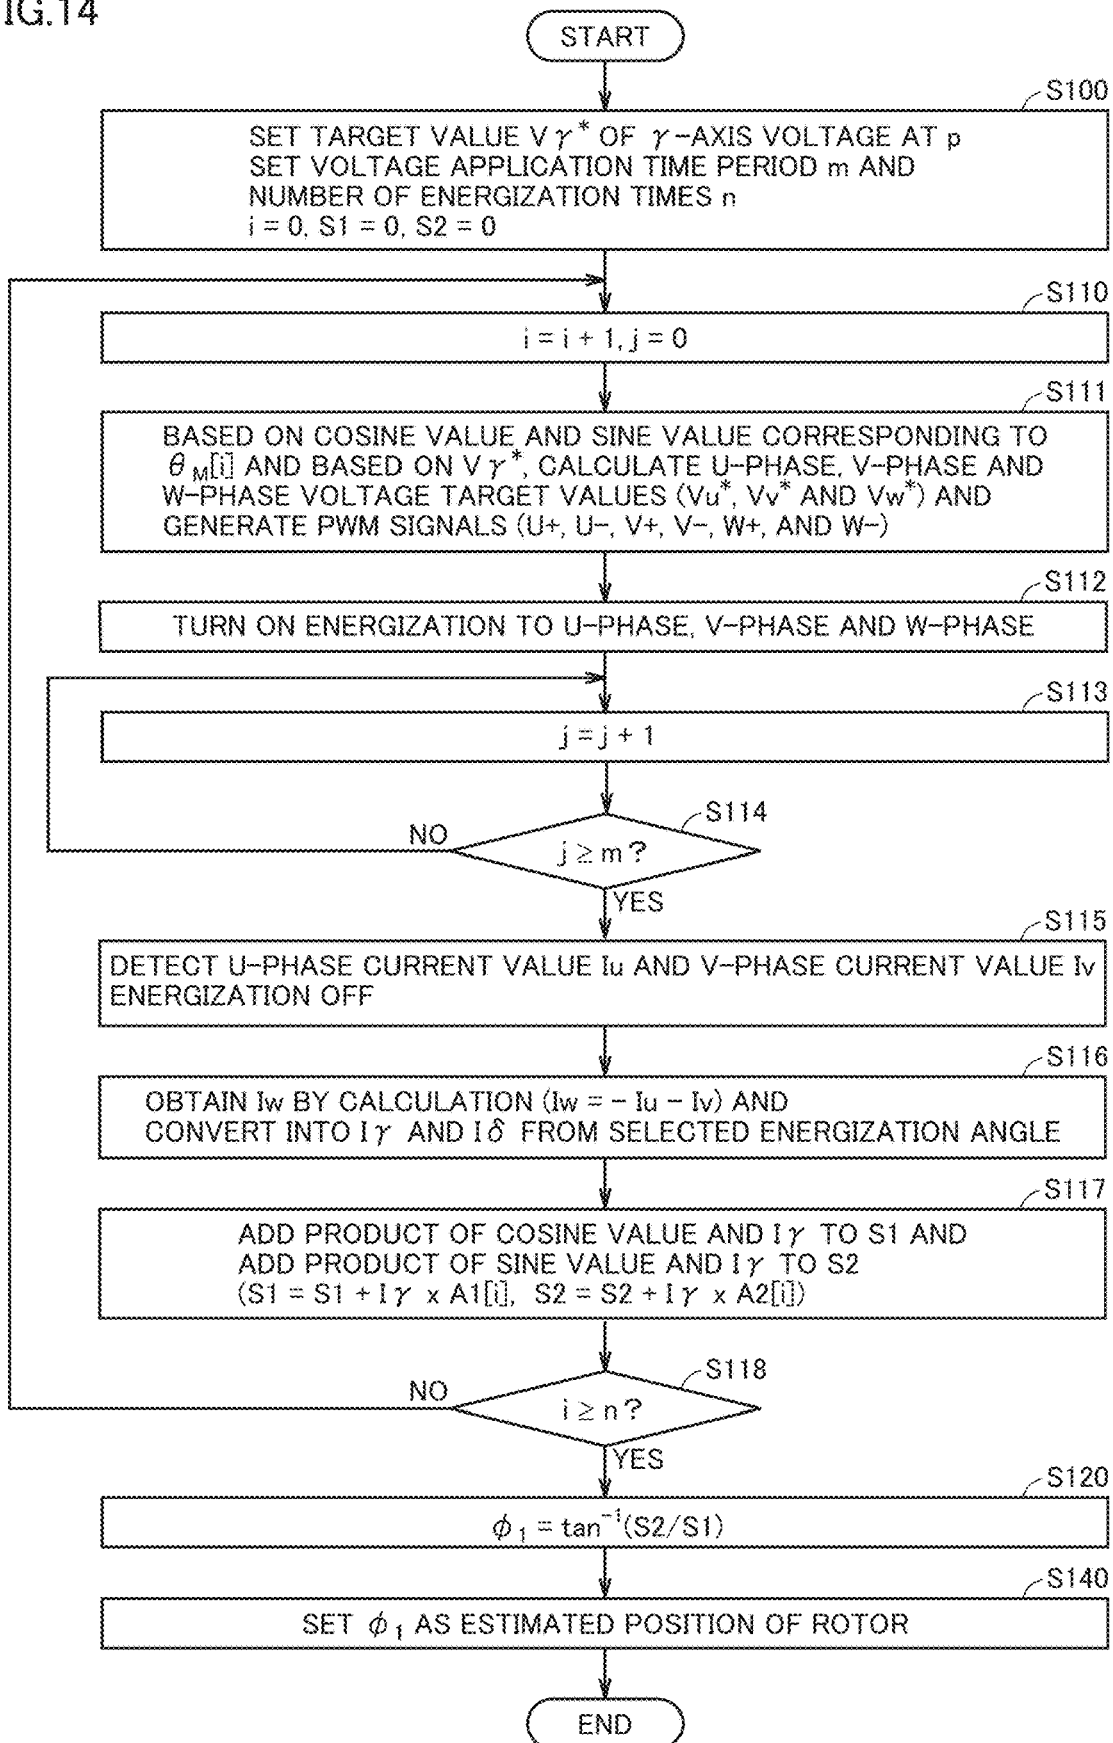 IG.14
START
S100
SET TARGET VALUE Vγ* OF γ-AXIS VOLTAGE AT p
SET VOLTAGE APPLICATION TIME PERIOD m AND
NUMBER OF ENERGIZATION TIMES n
i = 0, S1 = 0, S2 = 0
S110
i = i + 1, j = 0
S111
BASED ON COSINE VALUE AND SINE VALUE CORRESPONDING TO
θM[i] AND BASED ON Vγ*, CALCULATE U-PHASE, V-PHASE AND
W-PHASE VOLTAGE TARGET VALUES (Vu*, Vv* AND Vw*) AND
GENERATE PWM SIGNALS (U+, U-, V+, V-, W+, AND W-)
S112
TURN ON ENERGIZATION TO U-PHASE, V-PHASE AND W-PHASE
S113
j = j + 1
S114
NO
j ≥ m?
YES
S115
DETECT U-PHASE CURRENT VALUE Iu AND V-PHASE CURRENT VALUE Iv
ENERGIZATION OFF
S116
OBTAIN Iw BY CALCULATION (Iw = - Iu - Iv) AND
CONVERT INTO Iγ AND Iδ FROM SELECTED ENERGIZATION ANGLE
S117
ADD PRODUCT OF COSINE VALUE AND Iγ TO S1 AND
ADD PRODUCT OF SINE VALUE AND Iγ TO S2
(S1 = S1 + Iγ x A1[i], S2 = S2 + Iγ x A2[i])
S118
NO
i ≥ n?
YES
S120
ϕ1 = tan⁻¹(S2/S1)
S140
SET ϕ1 AS ESTIMATED POSITION OF ROTOR
END